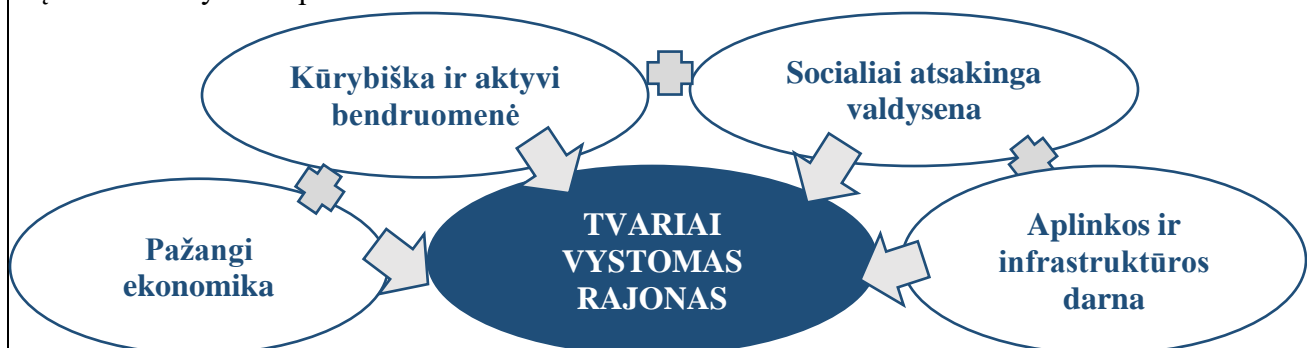 Kūrybiška ir aktyvi
bendruomenė
Socialiai atsakinga
valdysena
Pažangi
ekonomika
TVARIAI
VYSTOMAS
RAJONAS
Aplinkos ir
infrastruktūros
darna